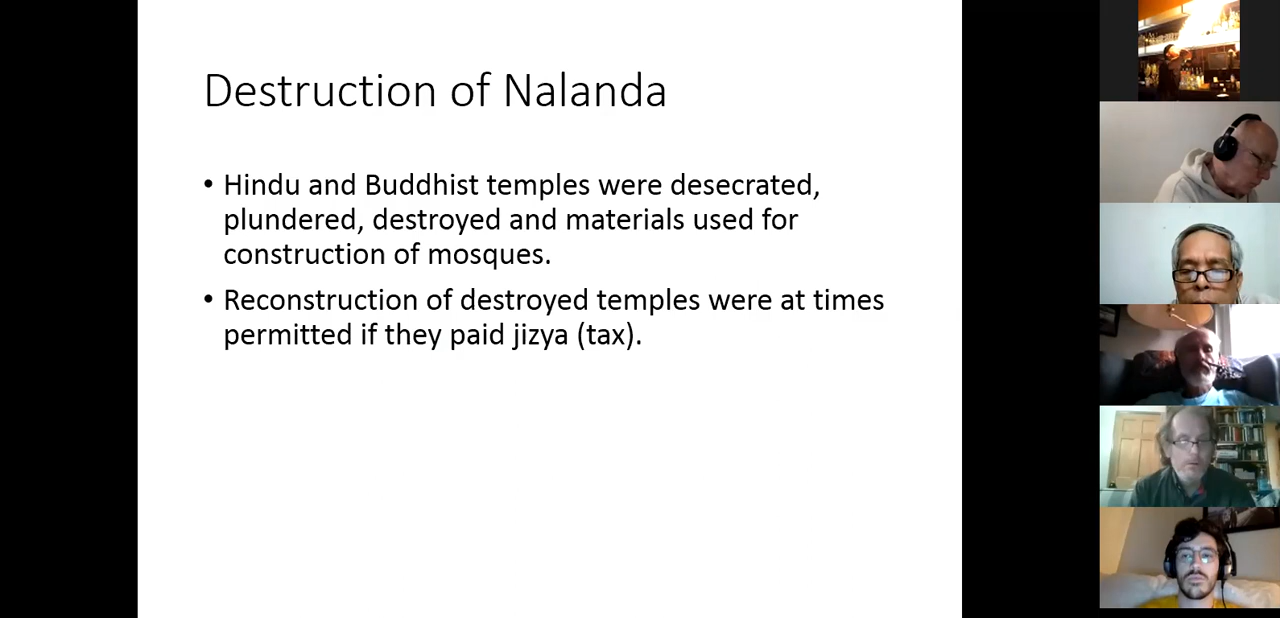 Destruction of Nalanda
• Hindu and Buddhist temples were desecrated,
plundered, destroyed and materials used for
construction of mosques.
• Reconstruction of destroyed temples were at times
permitted if they paid jizya (tax).